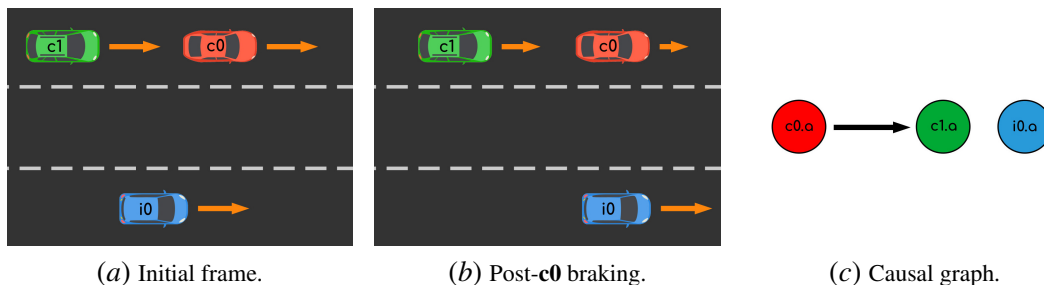 c1 c0
i0
c1 c0
i0
c0.a c1.a i0.a
(a) Initial frame.
(b) Post-c0 braking.
(c) Causal graph.